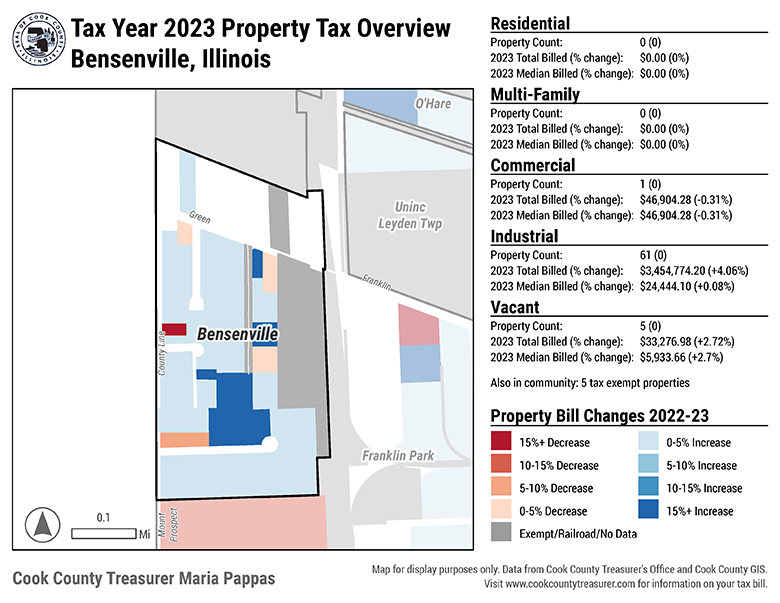 SEAL OF COOK COUNTY
ILLINOIS
Tax Year 2023 Property Tax Overview
Bensenville, Illinois
O'Hare
Uninc
Leyden Twp
Green
Franklin
Bensenville
County Line
Franklin Park
Mount
Prospect
0.1
Mi
Residential
Property Count: 0 (0)
2023 Total Billed (% change): $0.00 (0%)
2023 Median Billed (% change): $0.00 (0%)
Multi-Family
Property Count: 0 (0)
2023 Total Billed (% change): $0.00 (0%)
2023 Median Billed (% change): $0.00 (0%)
Commercial
Property Count: 1 (0)
2023 Total Billed (% change): $46,904.28 (-0.31%)
2023 Median Billed (% change): $46,904.28 (-0.31%)
Industrial
Property Count: 61 (0)
2023 Total Billed (% change): $3,454,774.20 (+4.06%)
2023 Median Billed (% change): $24,444.10 (+0.08%)
Vacant
Property Count: 5 (0)
2023 Total Billed (% change): $33,276.98 (+2.72%)
2023 Median Billed (% change): $5,933.66 (+2.7%)
Also in community: 5 tax exempt properties
Property Bill Changes 2022-23
15%+ Decrease
10-15% Decrease
5-10% Decrease
0-5% Decrease
Exempt/Railroad/No Data
0-5% Increase
5-10% Increase
10-15% Increase
15%+ Increase
Cook County Treasurer Maria Pappas
Map for display purposes only. Data from Cook County Treasurer's Office and Cook County GIS.
Visit www.cookcountytreasurer.com for information on your tax bill.